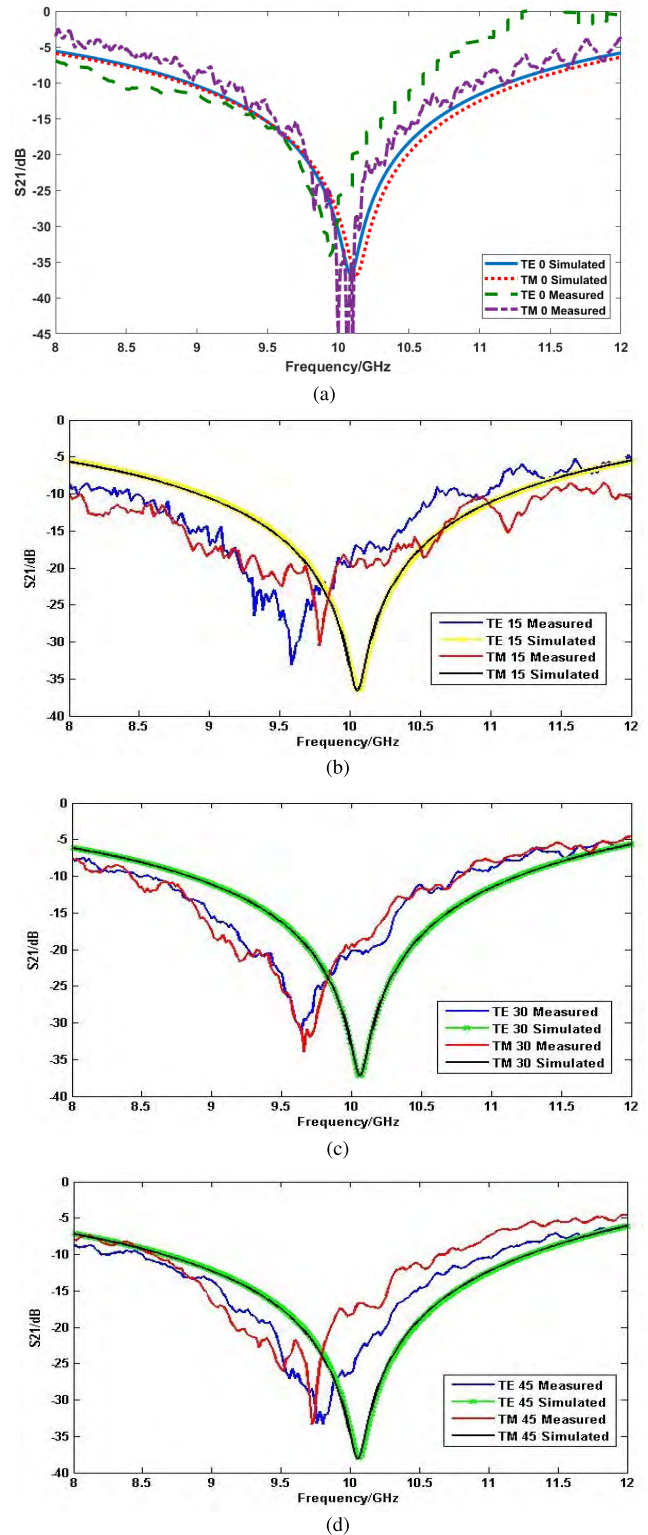 0
-5
-10
-15
-20
-25
-30
-35
-40
-45
S21/dB
8 8.5 9 9.5 10 10.5 11 11.5 12
Frequency/GHz
TE 0 Simulated
TM 0 Simulated
TE 0 Measured
TM 0 Measured
(a)
0
-5
-10
-15
-20
-25
-30
-35
-40
S21/dB
8 8.5 9 9.5 10 10.5 11 11.5 12
Frequency/GHz
TE 15 Measured
TE 15 Simulated
TM 15 Measured
TM 15 Simulated
(b)
0
-5
-10
-15
-20
-25
-30
-35
-40
S21/dB
8 8.5 9 9.5 10 10.5 11 11.5 12
Frequency/GHz
TE 30 Measured
TE 30 Simulated
TM 30 Measured
TM 30 Simulated
(c)
0
-5
-10
-15
-20
-25
-30
-35
-40
S21/dB
8 8.5 9 9.5 10 10.5 11 11.5 12
Frequency/GHz
TE 45 Measured
TE 45 Simulated
TM 45 Measured
TM 45 Simulated
(d)